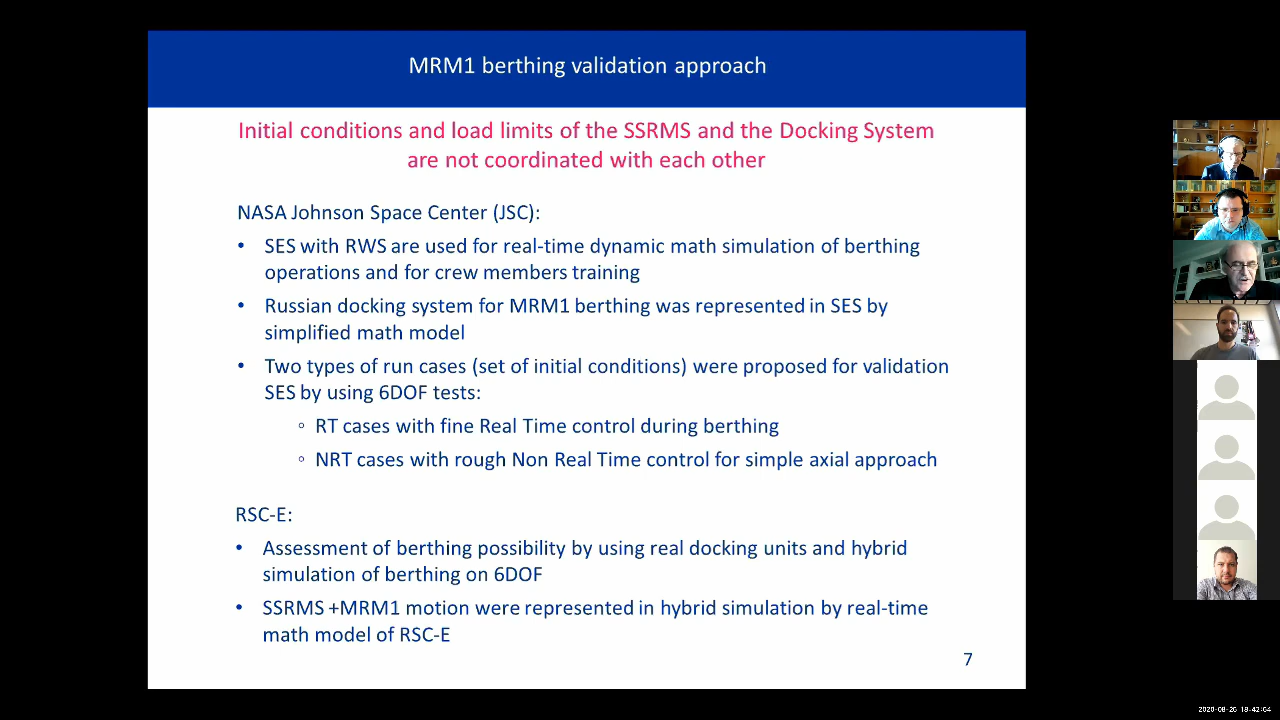 MRM1 berthing validation approach
Initial conditions and load limits of the SSRMS and the Docking System
are not coordinated with each other
NASA Johnson Space Center (JSC):
• SES with RWS are used for real-time dynamic math simulation of berthing
operations and for crew members training
• Russian docking system for MRM1 berthing was represented in SES by
simplified math model
• Two types of run cases (set of initial conditions) were proposed for validation
SES by using 6DOF tests:
◦ RT cases with fine Real Time control during berthing
◦ NRT cases with rough Non Real Time control for simple axial approach
RSC-E:
• Assessment of berthing possibility by using real docking units and hybrid
simulation of berthing on 6DOF
• SSRMS +MRM1 motion were represented in hybrid simulation by real-time
math model of RSC-E
7
2020-08-26 18:42:04